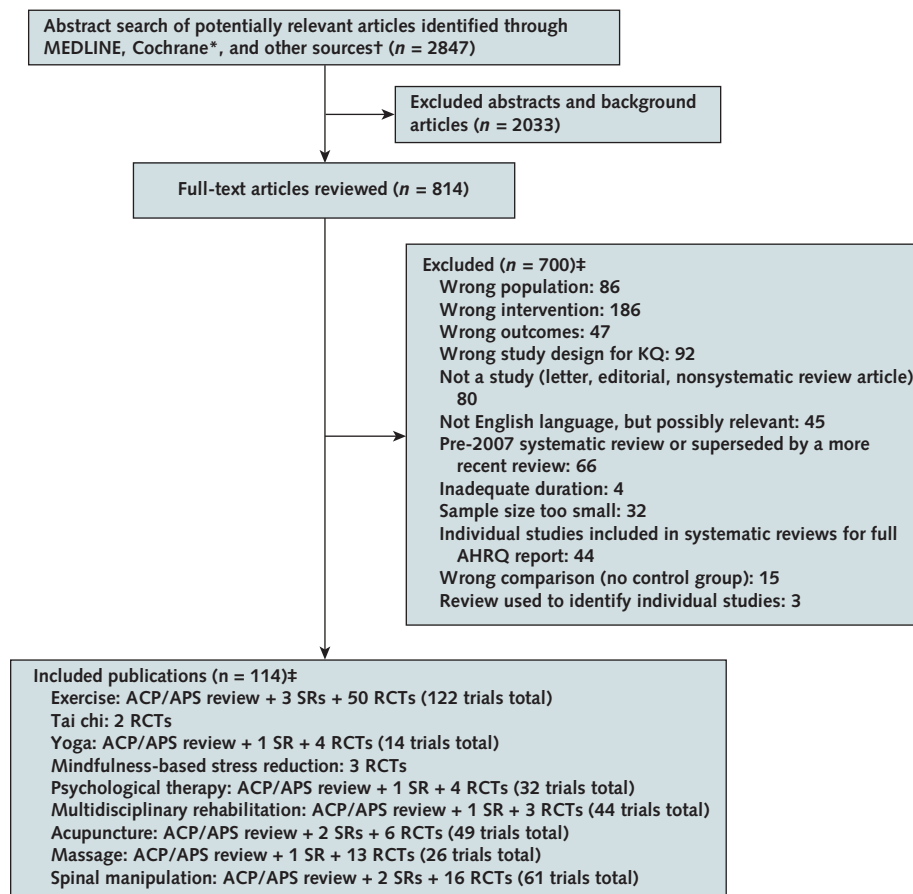 Abstract search of potentially relevant articles identified through
MEDLINE, Cochrane*, and other sources† (n = 2847)
Excluded abstracts and background
articles (n = 2033)
Full-text articles reviewed (n = 814)
Excluded (n = 700)‡
Wrong population: 86
Wrong intervention: 186
Wrong outcomes: 47
Wrong study design for KQ: 92
Not a study (letter, editorial, nonsystematic review article):
80
Not English language, but possibly relevant: 45
Pre-2007 systematic review or superseded by a more
recent review: 66
Inadequate duration: 4
Sample size too small: 32
Individual studies included in systematic reviews for full
AHRQ report: 44
Wrong comparison (no control group): 15
Review used to identify individual studies: 3
Included publications (n = 114)‡
Exercise: ACP/APS review + 3 SRs + 50 RCTs (122 trials total)
Tai chi: 2 RCTs
Yoga: ACP/APS review + 1 SR + 4 RCTs (14 trials total)
Mindfulness-based stress reduction: 3 RCTs
Psychological therapy: ACP/APS review + 1 SR + 4 RCTs (32 trials total)
Multidisciplinary rehabilitation: ACP/APS review + 1 SR + 3 RCTs (44 trials total)
Acupuncture: ACP/APS review + 2 SRs + 6 RCTs (49 trials total)
Massage: ACP/APS review + 1 SR + 13 RCTs (26 trials total)
Spinal manipulation: ACP/APS review + 2 SRs + 16 RCTs (61 trials total)